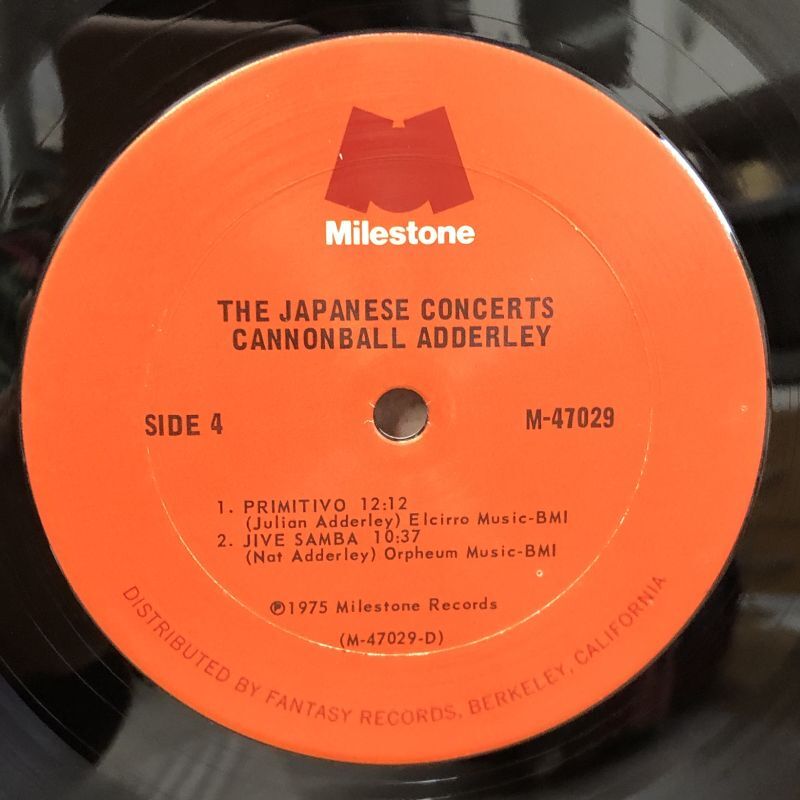 Milestone
THE JAPANESE CONCERTS
CANNONBALL ADDERLEY
SIDE 4
M-47029
1. PRIMITIVO 12:12
(Julian Adderley) Elcirro Music-BMI
2. JIVE SAMBA 10:37
(Nat Adderley) Orpheum Music-BMI
℗1975 Milestone Records
(M-47029-D)
DISTRIBUTED BY FANTASY RECORDS, BERKELEY, CALIFORNIA